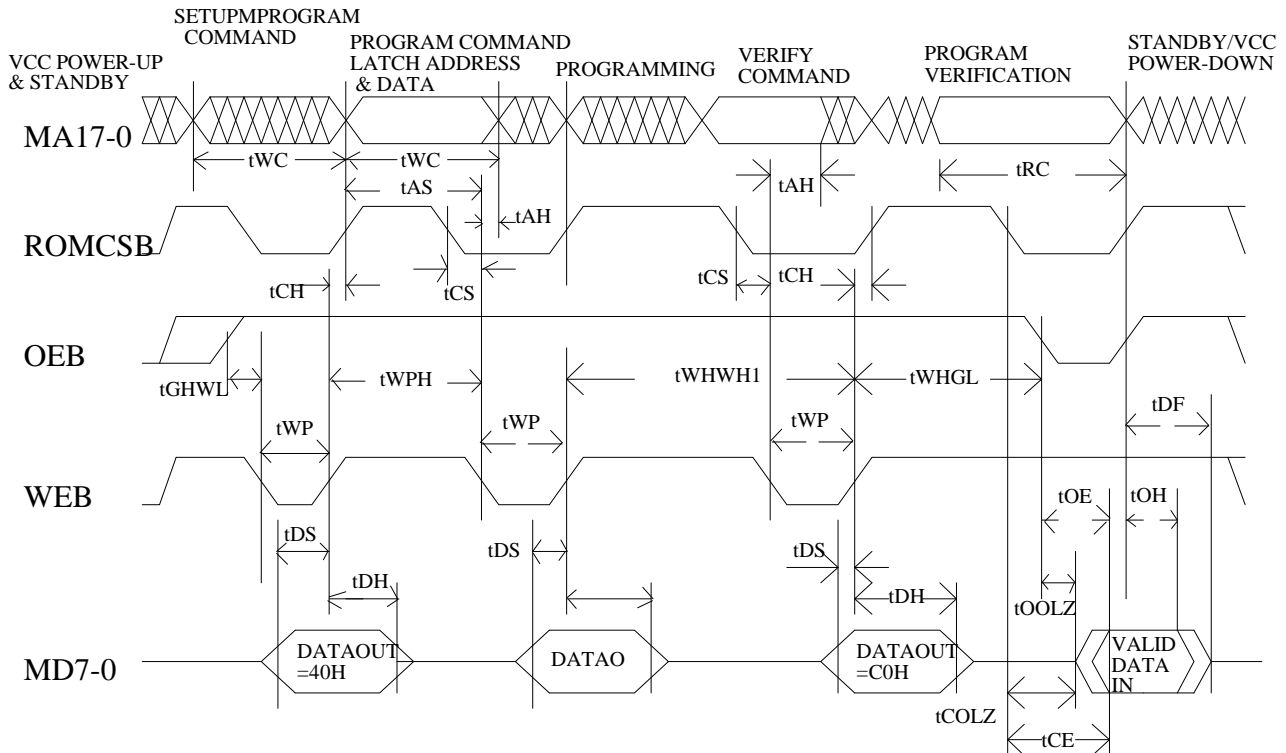 SETUPMPROGRAM
COMMAND
VCC POWER-UP
& STANDBY
PROGRAM COMMAND
LATCH ADDRESS
& DATA
PROGRAMMING
VERIFY
COMMAND
PROGRAM
VERIFICATION
STANDBY/VCC
POWER-DOWN
MA17-0
tWC
tWC
tAS
tAH
tAH
tRC
ROMCSB
tCH
tCS
tCS
tCH
OEB
tGHWL
tWPH
tWHWH1
tWHGL
tWP
tWP
tWP
tDF
WEB
tOE
tOH
tDS
tDS
tDS
tDH
tDH
tOOLZ
MD7-0
DATAOUT
=40H
DATAO
DATAOUT
=C0H
VALID
DATA
IN
tCOLZ
tCE